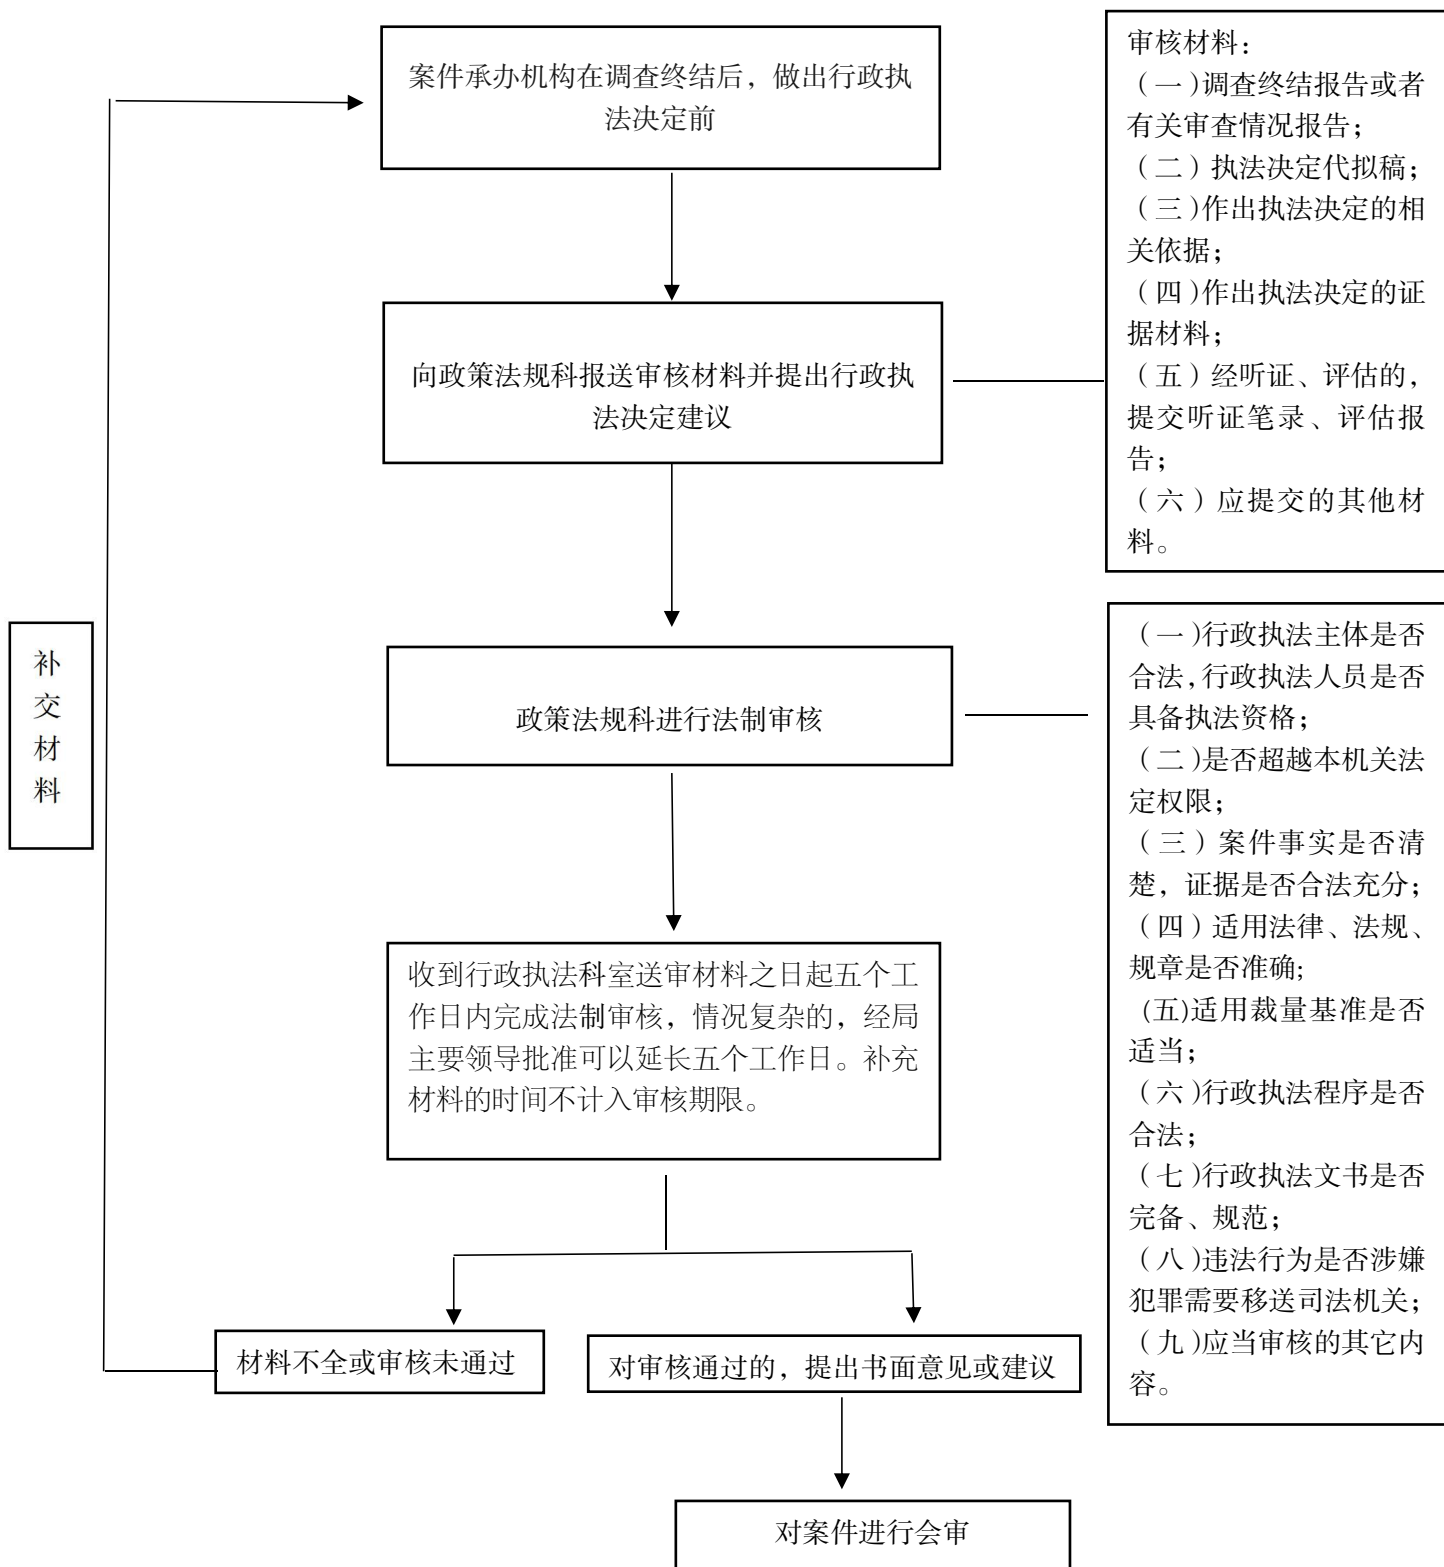 案件承办机构在调查终结后，做出行政执
法决定前
审核材料：
（一）调查终结报告或者
有关审查情况报告；
（二）执法决定代拟稿；
（三）作出执法决定的相
关依据；
（四）作出执法决定的证
据材料；
（五）经听证、评估的，
提交听证笔录、评估报
告；
（六）应提交的其他材
料。
向政策法规科报送审核材料并提出行政执
法决定建议
补
交
材
料
政策法规科进行法制审核
（一）行政执法主体是否
合法，行政执法人员是否
具备执法资格；
（二）是否超越本机关法
定权限；
（三）案件事实是否清
楚，证据是否合法充分；
（四）适用法律、法规、
规章是否准确;
(五)适用裁量基准是否
适当；
（六）行政执法程序是否
合法；
（七）行政执法文书是否
完备、规范；
（八）违法行为是否涉嫌
犯罪需要移送司法机关；
（九）应当审核的其它内
容。
收到行政执法科室送审材料之日起五个工
作日内完成法制审核，情况复杂的，经局
主要领导批准可以延长五个工作日。补充
材料的时间不计入审核期限。
材料不全或审核未通过
对审核通过的，提出书面意见或建议
对案件进行会审